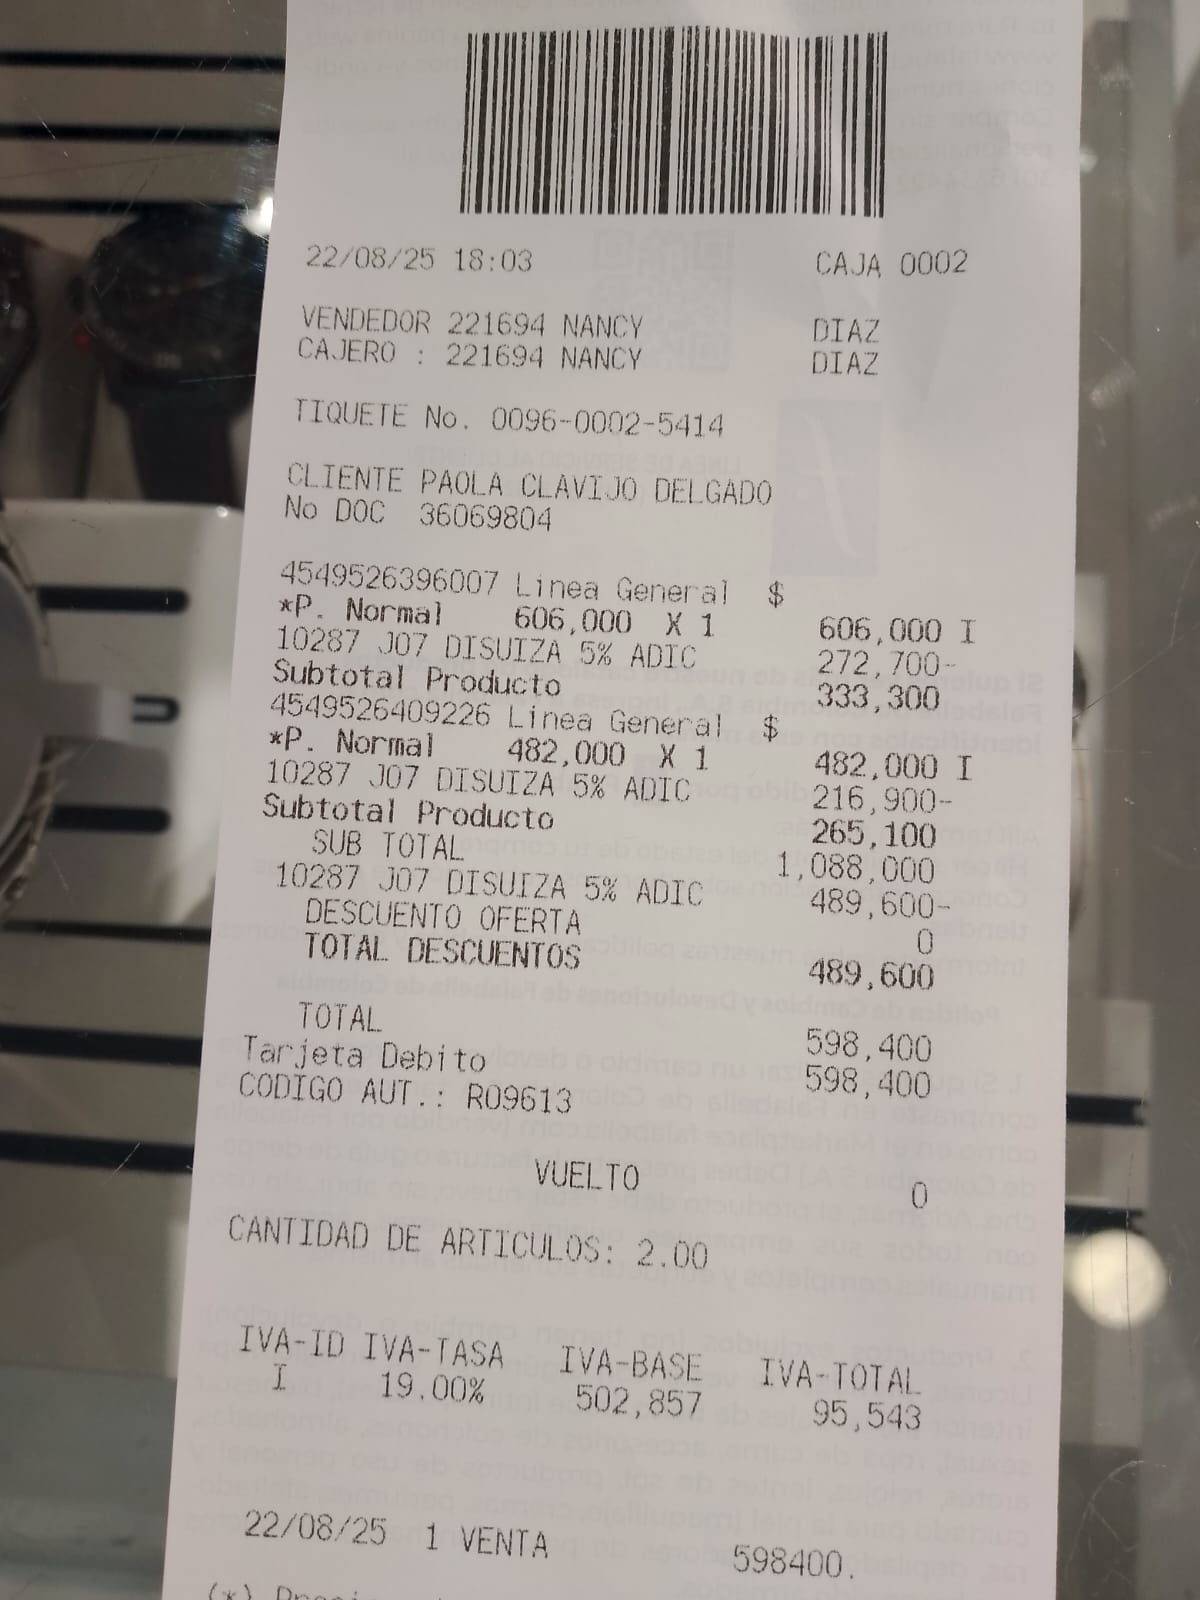 22/08/25 18:03 CAJA 0002
VENDEDOR 221694 NANCY DIAZ
CAJERO : 221694 NANCY DIAZ
TIQUETE No. 0096-0002-5414
CLIENTE PAOLA CLAVIJO DELGADO
No DOC 36069804
4549526396007 Linea General $
*P. Normal 606,000 X 1 606,000 I
10287 J07 DISUIZA 5% ADIC 272,700-
Subtotal Producto 333,300
4549526409226 Linea General $
*P. Normal 482,000 X 1 482,000 I
10287 J07 DISUIZA 5% ADIC 216,900-
Subtotal Producto 265,100
SUB TOTAL 1,088,000
10287 J07 DISUIZA 5% ADIC 489,600-
DESCUENTO OFERTA 0
TOTAL DESCUENTOS 489,600
TOTAL 598,400
Tarjeta Debito 598,400
CODIGO AUT.: R09613
VUELTO 0
CANTIDAD DE ARTICULOS: 2.00
IVA-ID IVA-TASA IVA-BASE IVA-TOTAL
I 19.00% 502,857 95,543
22/08/25 1 VENTA 598400.
(*)